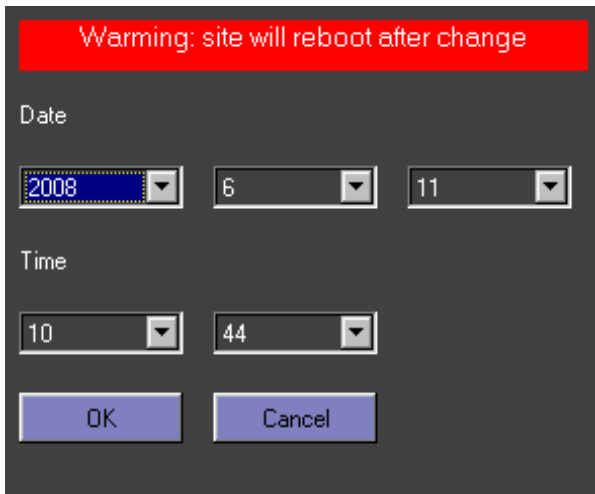 Warming: site will reboot after change
Date
2008 6 11
Time
10 44
OK Cancel